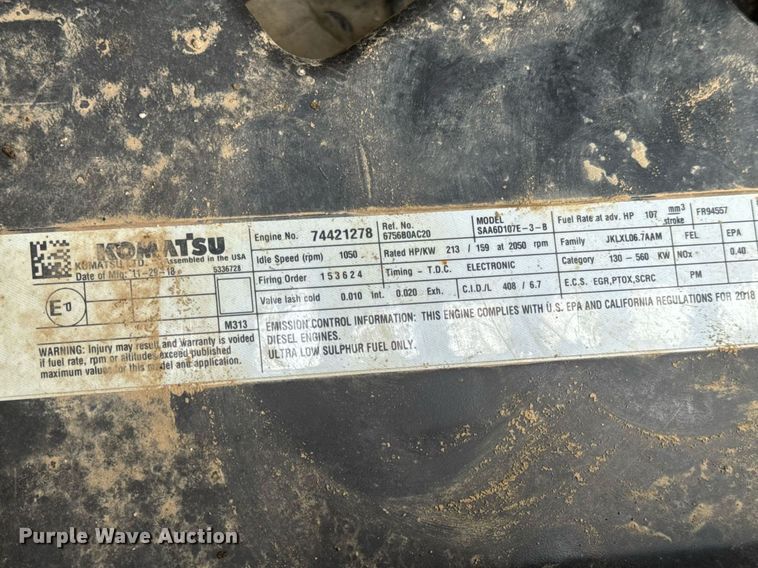 KOMATSU
KOMATSU LTD. Assembled in the USA
Date of Mfg: 11-29-18 5336728
M313
WARNING: Injury may result and warranty is voided
if fuel rate, rpm or altitudes exceed published
maximum values for this model and application.
Engine No. 74421278
Idle Speed (rpm) 1050
Firing Order 153624
Valve lash cold 0.010 Int. 0.020 Exh.
Ref. No.
6756B0AC20
MODEL
SAA6D107E-3-B
Rated HP/KW 213 / 159 at 2050 rpm
Timing - T.D.C. ELECTRONIC
C.I.D./L 408 / 6.7
Fuel Rate at adv. HP 107 mm3
stroke
FR94557
Family JKLXL06.7AAM
FEL EPA
Category 130 - 560 KW
NOx 0.40
E.C.S. EGR,PTOX,SCRC
PM
EMISSION CONTROL INFORMATION: THIS ENGINE COMPLIES WITH U.S. EPA AND CALIFORNIA REGULATIONS FOR 2018
DIESEL ENGINES.
ULTRA LOW SULPHUR FUEL ONLY.
Purple Wave Auction